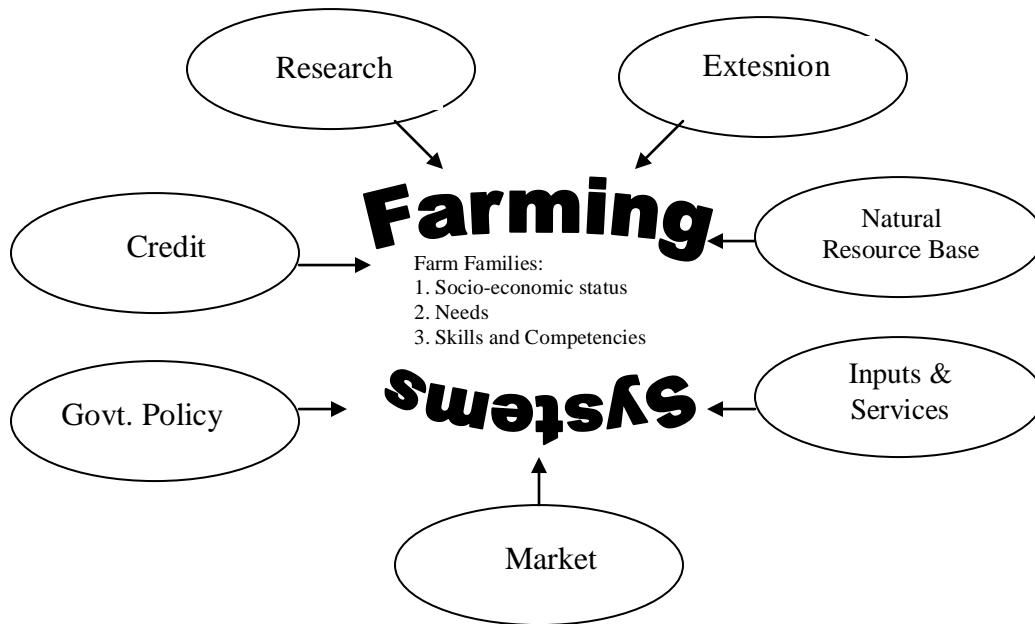 Research
Extesnion
Farming
Credit
Natural
Resource Base
Farm Families:
1. Socio-economic status
2. Needs
3. Skills and Competencies
Systems
Govt. Policy
Inputs &
Services
Market